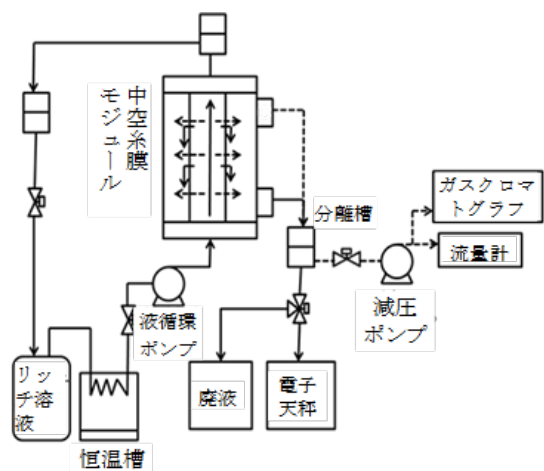 中空糸膜
モジュール
ガスクロマ
トグラフ
分離槽
流量計
減圧
ポンプ
液循環
ポンプ
リッ
チ溶
液
廃液
電子
天秤
恒温槽